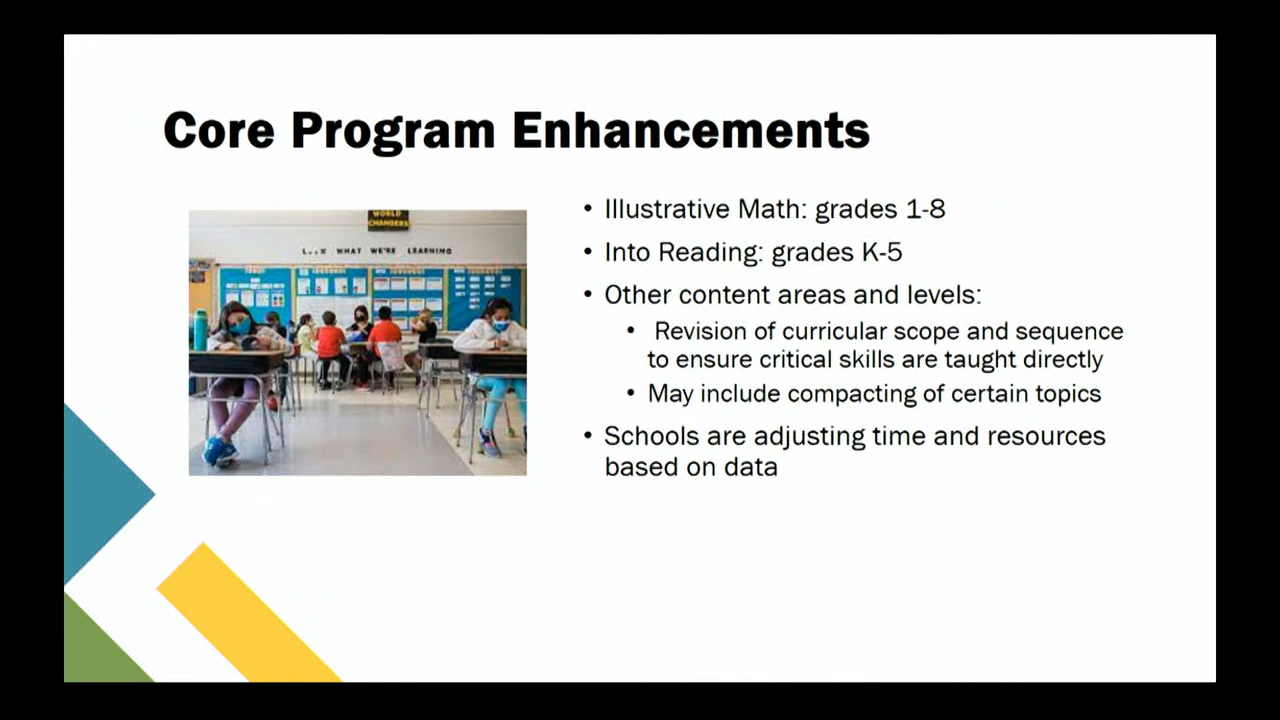 Core Program Enhancements
WORLD
CHANGERS
WHAT WE'RE LEARNING
• Illustrative Math: grades 1-8
• Into Reading: grades K-5
• Other content areas and levels:
• Revision of curricular scope and sequence
to ensure critical skills are taught directly
• May include compacting of certain topics
• Schools are adjusting time and resources
based on data